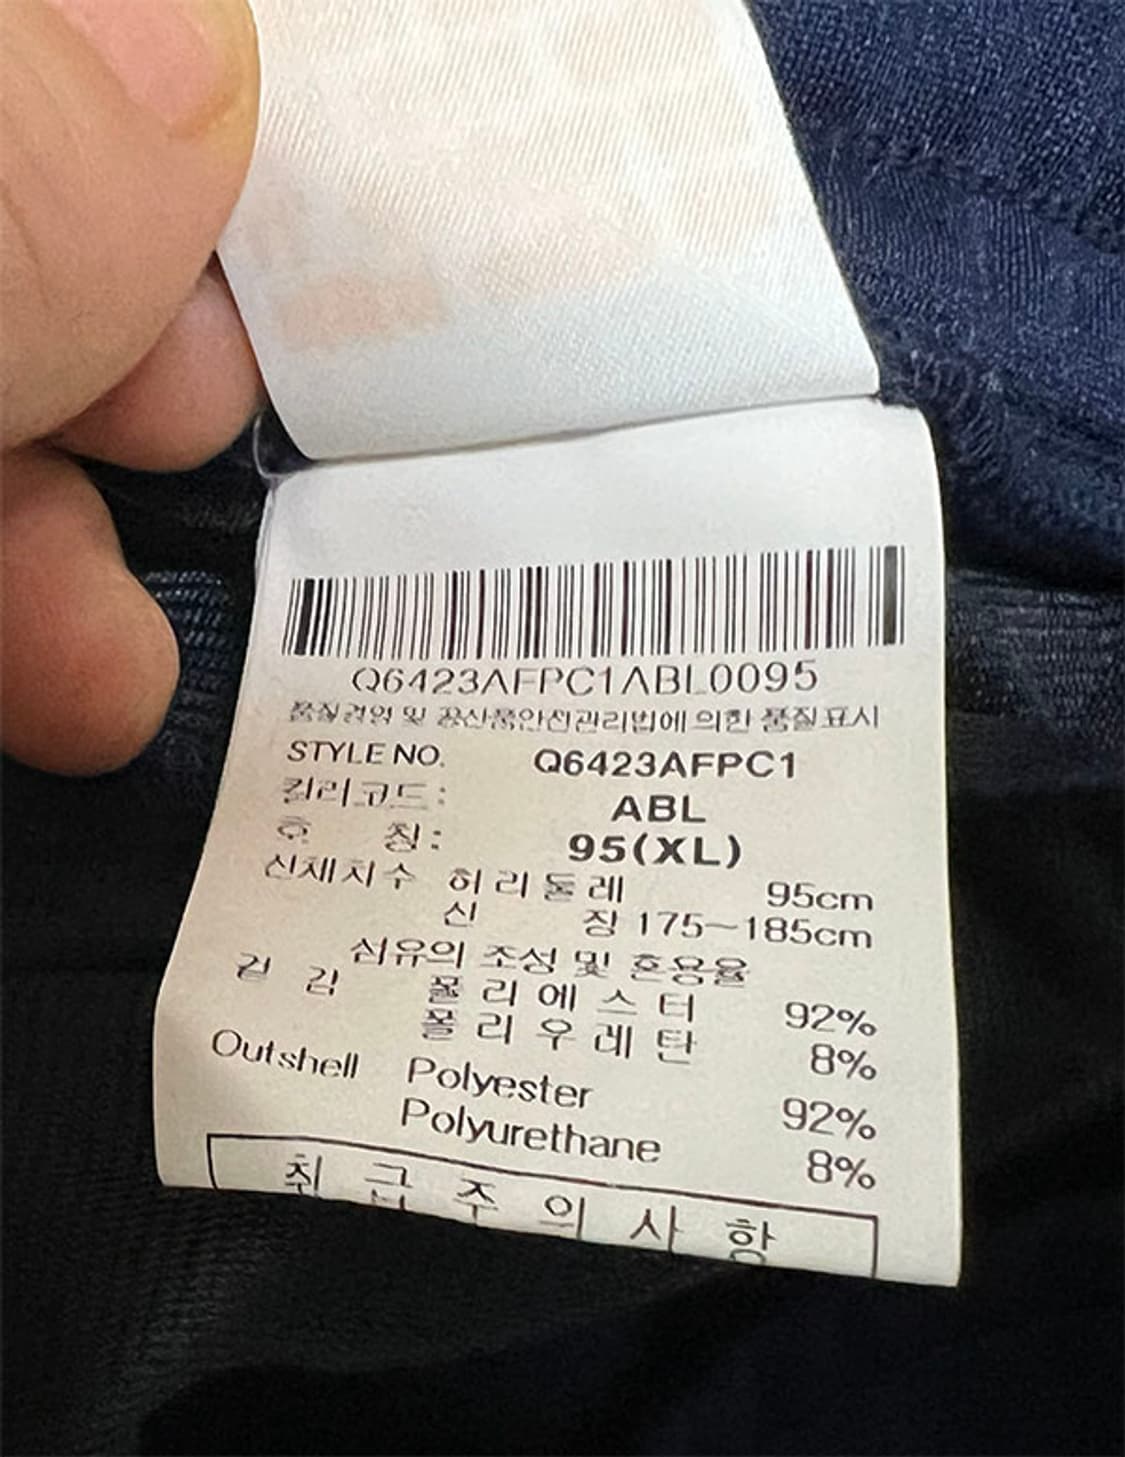 Q6423AFPC1ABL0095
품질경영 및 공산품안전관리법에 의한 품질표시
STYLE NO. Q6423AFPC1
컬러코드: ABL
호 칭: 95(XL)
신체치수 허리둘레 95cm
신 장 175~185cm
섬유의 조성 및 혼용율
겉 감 폴리에스터 92%
폴리우레탄 8%
Outshell Polyester 92%
Polyurethane 8%
취급주의사항